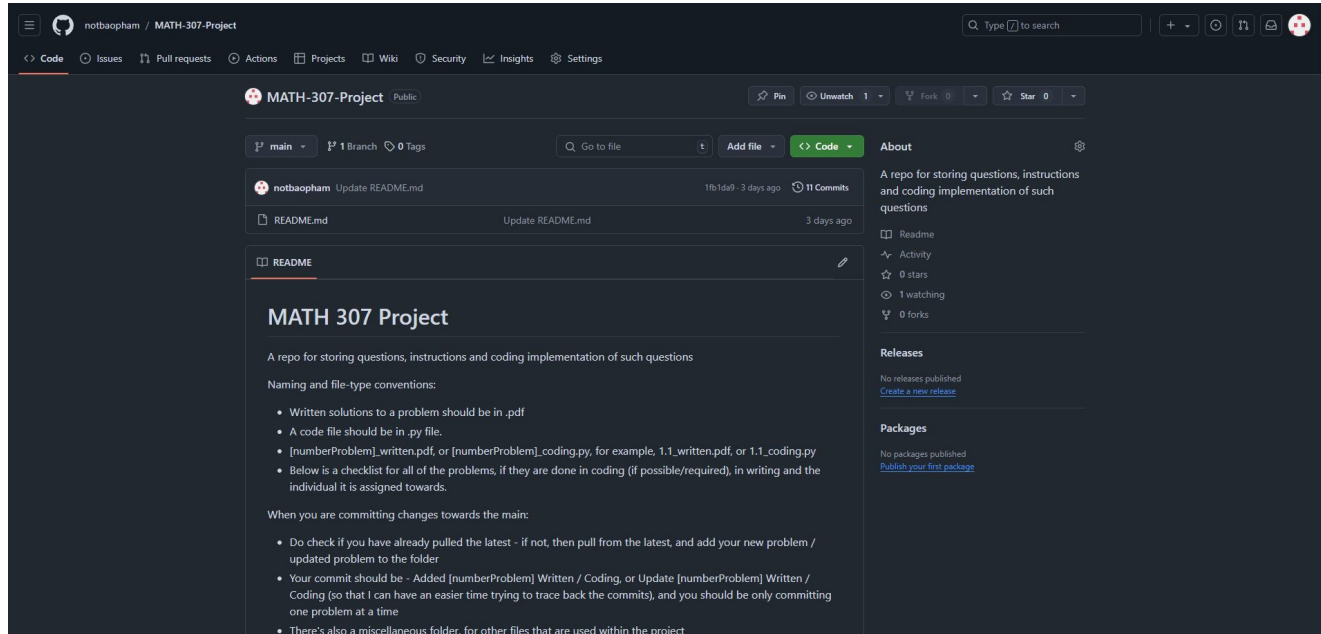 notbaopham / MATH-307-Project
Type / to search
Code Issues Pull requests Actions Projects Wiki Security Insights Settings
MATH-307-Project Public
Pin Unwatch 1 Fork 0 Star 0
main 1 Branch 0 Tags Go to file t Add file Code
About
A repo for storing questions, instructions
and coding implementation of such
questions
notbaopham Update README.md 1fb1da9 · 3 days ago 11 Commits
README.md Update README.md 3 days ago
Readme
Activity
0 stars
1 watching
0 forks
Releases
No releases published
Create a new release
Packages
No packages published
Publish your first package
README
MATH 307 Project
A repo for storing questions, instructions and coding implementation of such questions
Naming and file-type conventions:
• Written solutions to a problem should be in .pdf
• A code file should be in .py file.
• [numberProblem]_written.pdf, or [numberProblem]_coding.py, for example, 1.1_written.pdf, or 1.1_coding.py
• Below is a checklist for all of the problems, if they are done in coding (if possible/required), in writing and the
individual it is assigned towards.
When you are committing changes towards the main:
• Do check if you have already pulled the latest - if not, then pull from the latest, and add your new problem /
updated problem to the folder
• Your commit should be - Added [numberProblem] Written / Coding, or Update [numberProblem] Written /
Coding (so that I can have an easier time trying to trace back the commits), and you should be only committing
one problem at a time
• There's also a miscellaneous folder, for other files that are used within the project